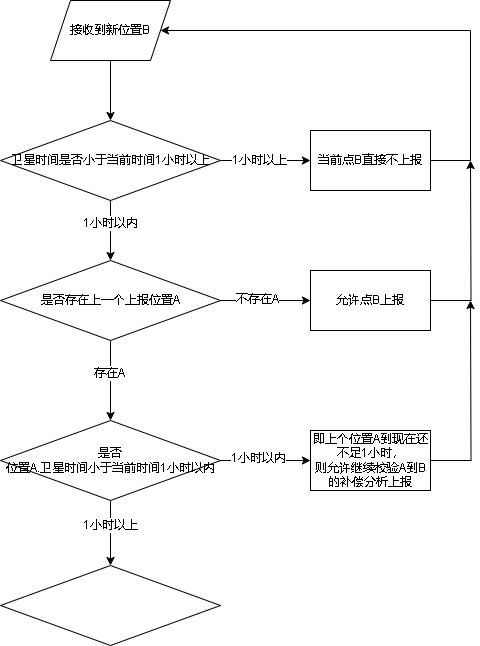 接收到新位置B
卫星时间是否小于当前时间1小时以上
1小时以上
当前点B直接不上报
1小时以内
是否存在上一个上报位置A
不存在A
允许点B上报
存在A
是否
位置A,卫星时间小于当前时间1小时以内
1小时以内
即上个位置A到现在还
不足1小时，
则允许继续校验A到B
的补偿分析上报
1小时以上